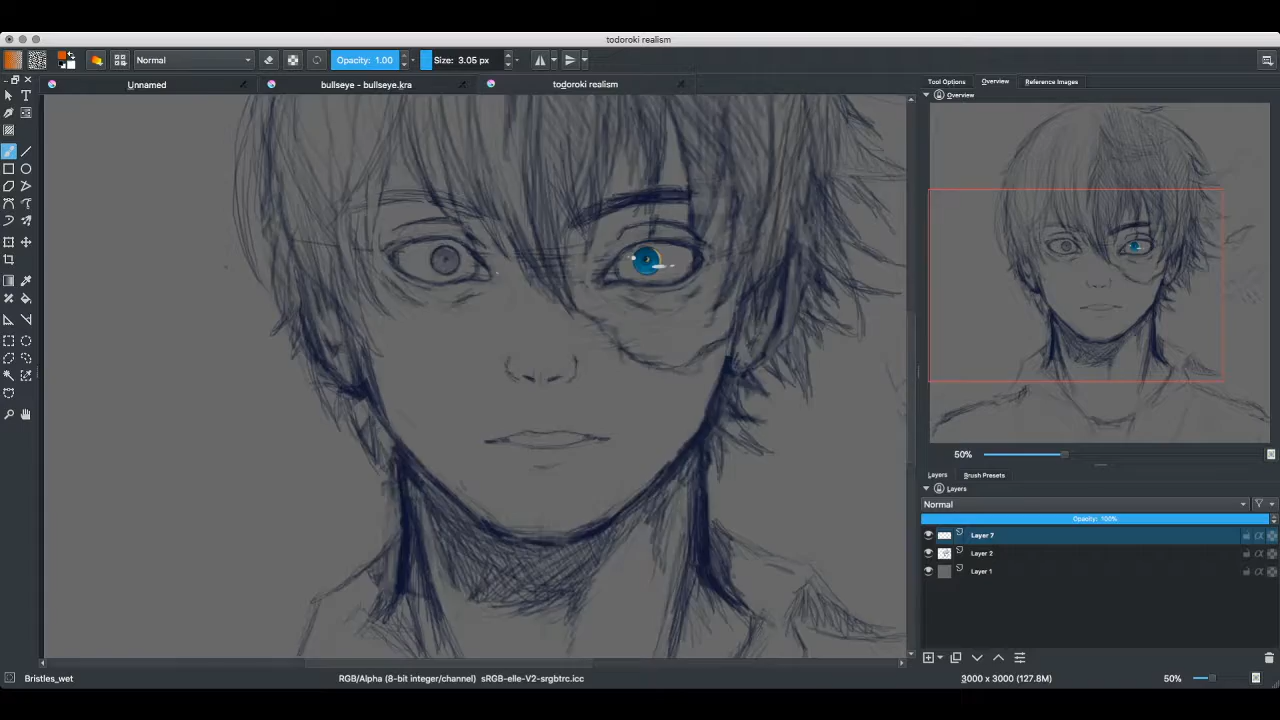 todoroki realism
Normal
Opacity: 1.00
Size: 3.05 px
Unnamed
bullseye - bullseye.kra
todoroki realism
Tool Options
Overview
Reference Images
Overview
50%
Layers
Brush Presets
Layers
Normal
Opacity: 100%
Layer 7
Layer 2
Layer 1
Bristles_wet
RGB/Alpha (8-bit integer/channel) sRGB-elle-V2-srgbtrc.icc
3000 x 3000 (127.8M)
50%